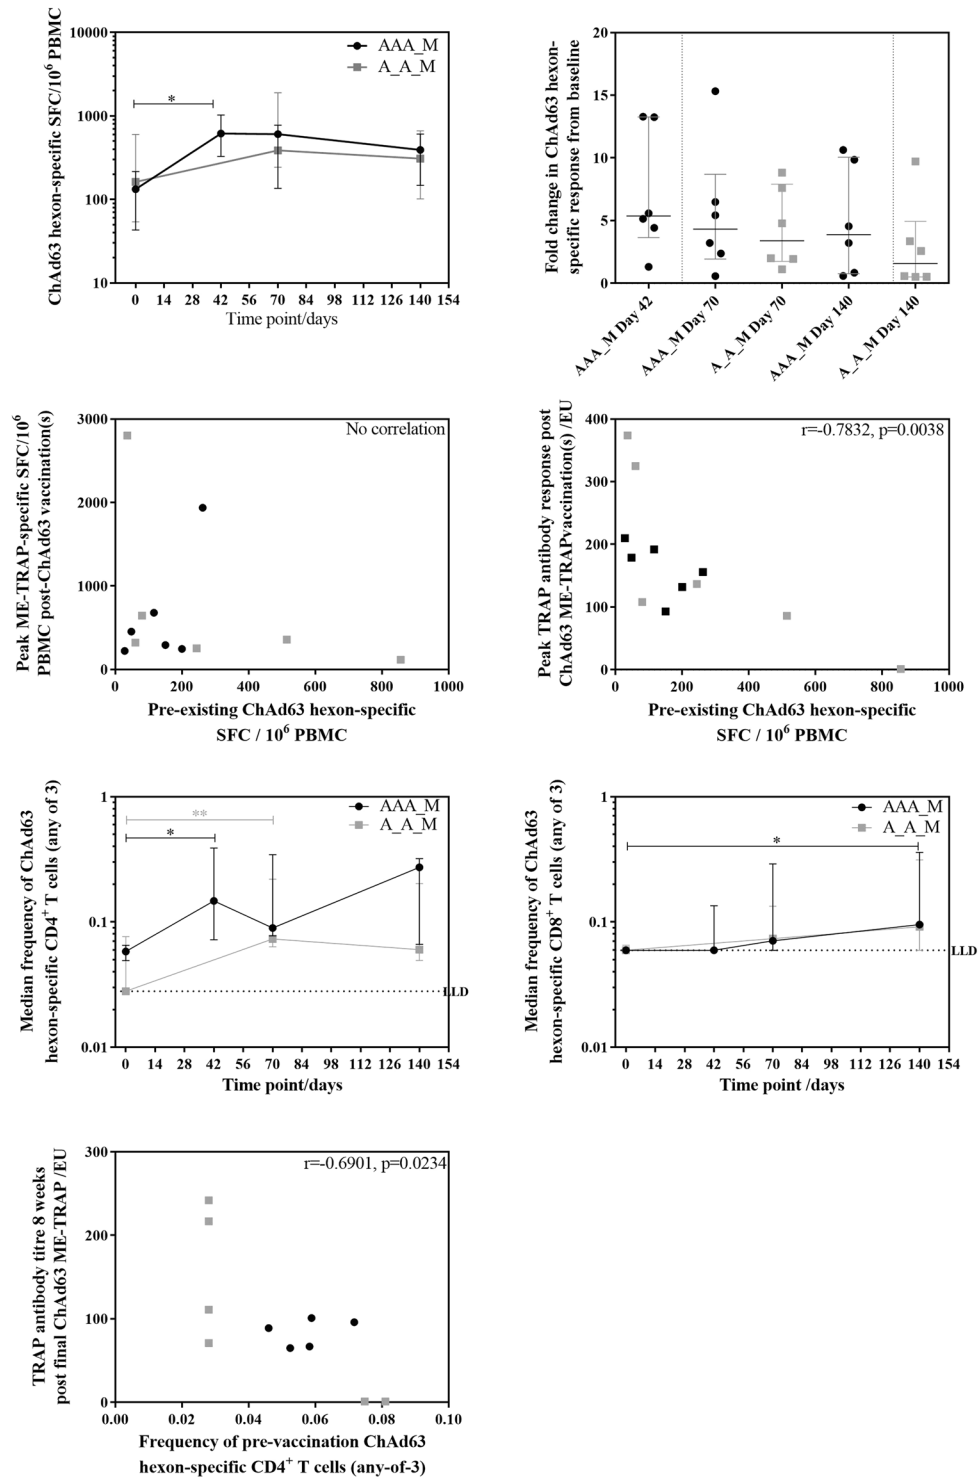 ChAd63 hexon-specific SFC/10⁶ PBMC
10000
1000
100
10
*
AAA_M
A_A_M
0 14 28 42 56 70 84 98 112 126 140 154
Time point/days
Fold change in ChAd63 hexon-
specific response from baseline
20
15
10
5
0
AAA_M Day 42
AAA_M Day 70
A_A_M Day 70
AAA_M Day 140
A_A_M Day 140
Peak ME-TRAP-specific SFC/10⁶
PBMC post-ChAd63 vaccination(s)
3000
2000
1000
0
No correlation
0 200 400 600 800 1000
Pre-existing ChAd63 hexon-specific
SFC / 10⁶ PBMC
Peak TRAP antibody response post
ChAd63 ME-TRAPvaccination(s) /EU
400
300
200
100
0
r=-0.7832, p=0.0038
0 200 400 600 800 1000
Pre-existing ChAd63 hexon-specific
SFC / 10⁶ PBMC
Median frequency of ChAd63
hexon-specific CD4⁺ T cells (any of 3)
1
0.1
0.01
**
*
AAA_M
A_A_M
LLD
0 14 28 42 56 70 84 98 112 126 140 154
Time point/days
Median frequency of ChAd63
hexon-specific CD8⁺ T cells (any of 3)
1
0.1
0.01
*
AAA_M
A_A_M
LLD
0 14 28 42 56 70 84 98 112 126 140 154
Time point /days
TRAP antibody titre 8 weeks
post final ChAd63 ME-TRAP /EU
300
200
100
0
r=-0.6901, p=0.0234
0.00 0.02 0.04 0.06 0.08 0.10
Frequency of pre-vaccination ChAd63
hexon-specific CD4⁺ T cells (any-of-3)